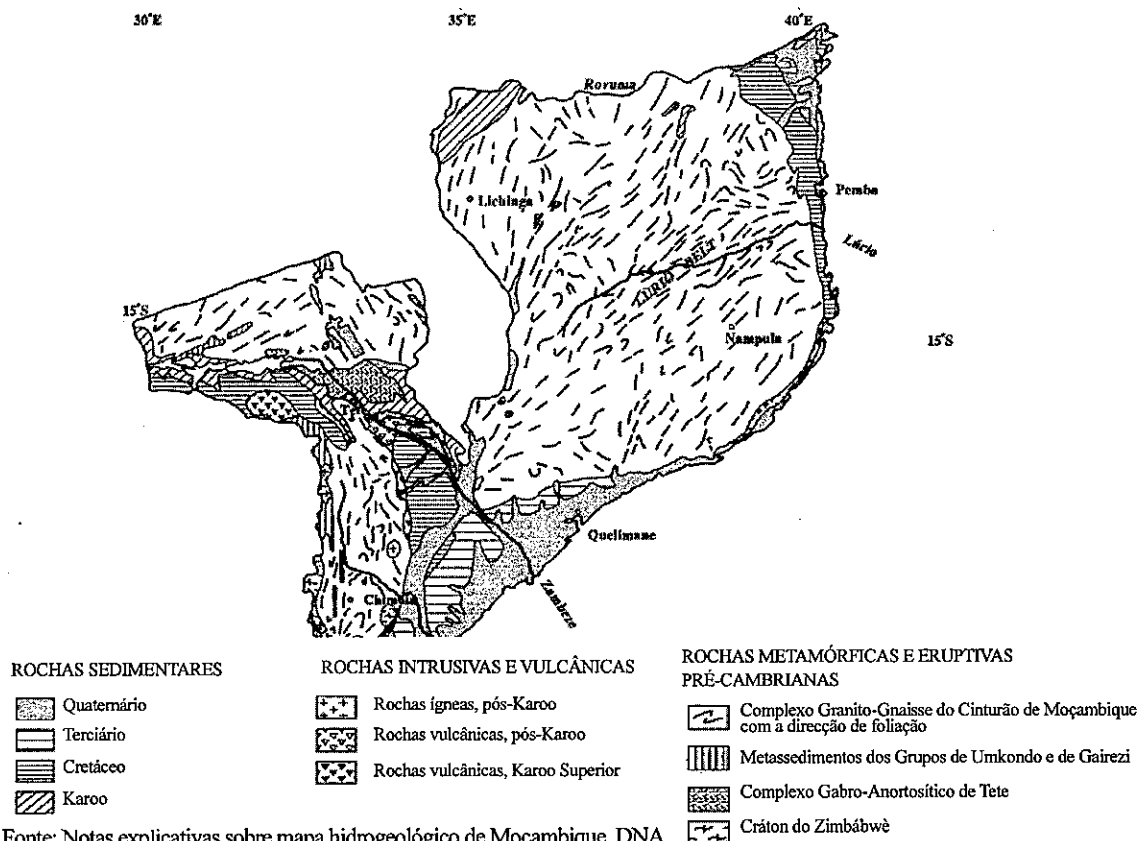 30°E 35°E 40°E
Roruma
Lichinga
Pemba
Lúrio
LÚRIO BELT
15°S
Nampula
15°S
Quelimane
Zambeze
ROCHAS SEDIMENTARES
Quaternário
Terciário
Cretáceo
Karoo
ROCHAS INTRUSIVAS E VULCÂNICAS
Rochas ígneas, pós-Karoo
Rochas vulcânicas, pós-Karoo
Rochas vulcânicas, Karoo Superior
ROCHAS METAMÓRFICAS E ERUPTIVAS
PRÉ-CAMBRIANAS
Complexo Granito-Gnaisse do Cinturão de Moçambique
com a direcção de foliação
Metassedimentos dos Grupos de Umkondo e de Gairezi
Complexo Gabro-Anortosítico de Tete
Cráton do Zimbábwè
Fonte: Notas explicativas sobre mapa hidrogeológico de Moçambique, DNA